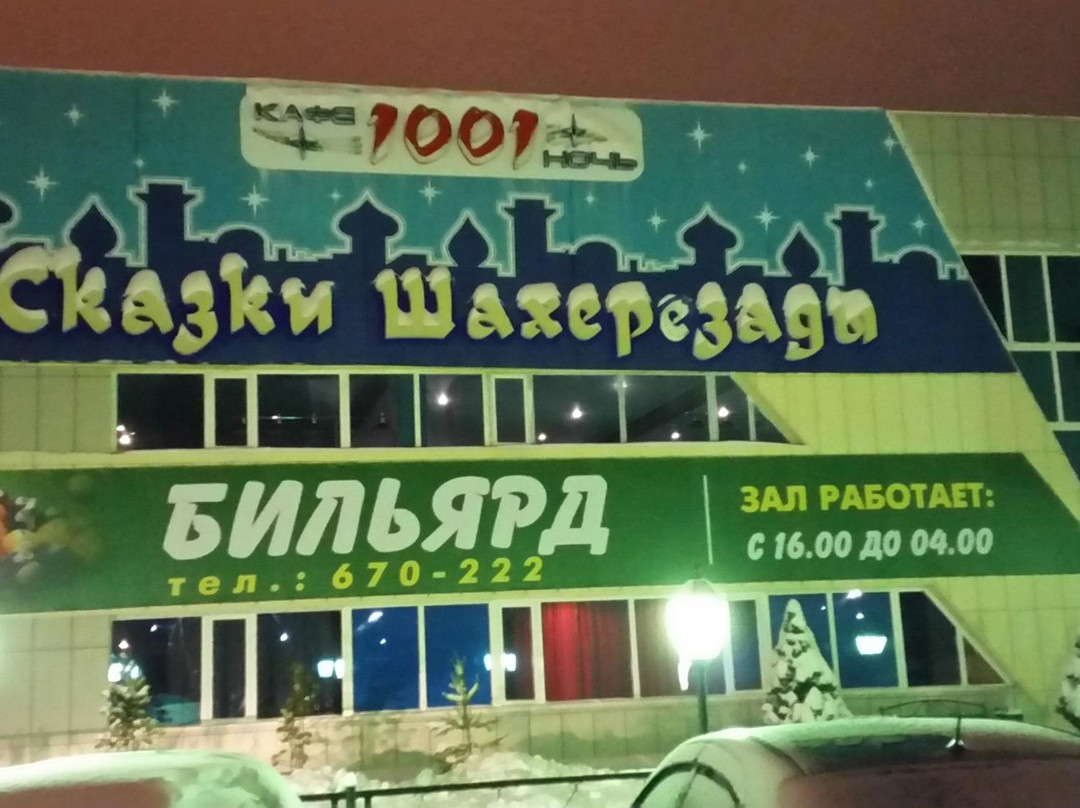 КАФЕ 1001 НОЧЬ
Сказки Шахерезады
БИЛЬЯРД
тел.: 670-222
ЗАЛ РАБОТАЕТ:
С 16.00 ДО 04.00